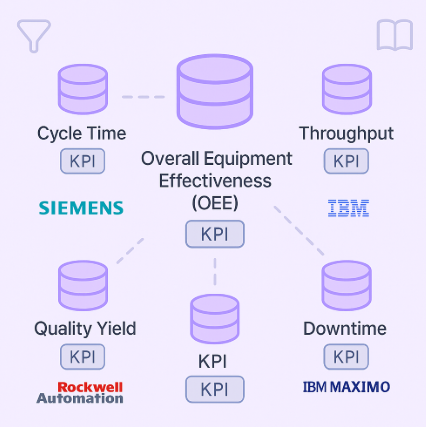 Cycle Time
KPI
Overall Equipment
Effectiveness
(OEE)
KPI
Throughput
KPI
SIEMENS
IBM
Quality Yield
KPI
Rockwell
Automation
KPI
KPI
Downtime
KPI
IBM MAXIMO